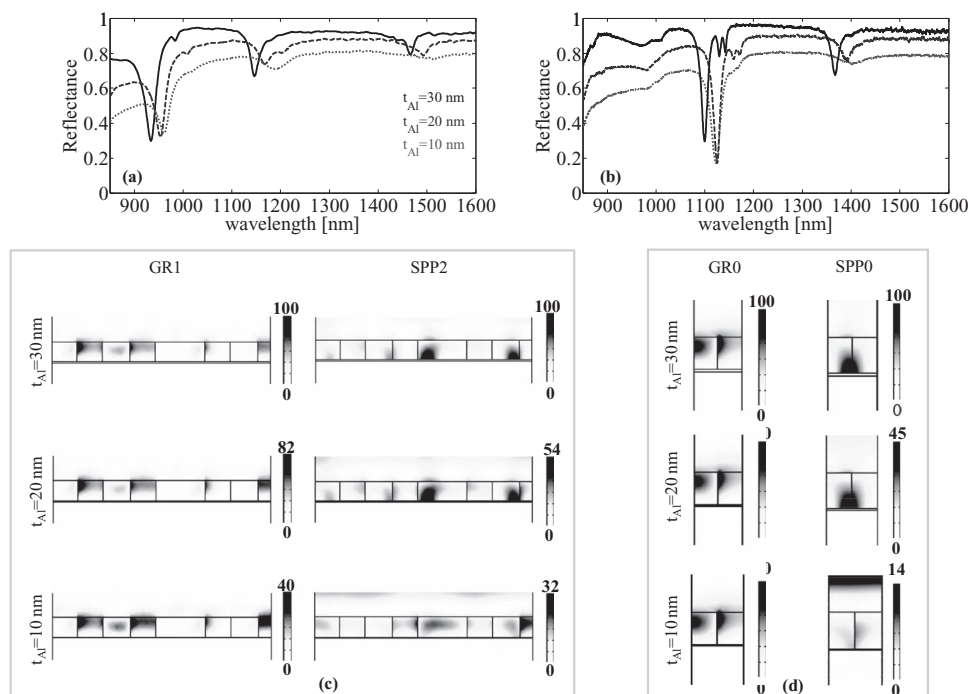 1
0.8
0.6
0.4
0.2
0
Reflectance
900 1000 1100 1200 1300 1400 1500 1600
wavelength [nm]
t_Al=30 nm
t_Al=20 nm
t_Al=10 nm
(a)
1
0.8
0.6
0.4
0.2
0
Reflectance
900 1000 1100 1200 1300 1400 1500 1600
wavelength [nm]
(b)
GR1 SPP2
t_Al=30 nm
100
0
100
0
t_Al=20 nm
82
0
54
0
t_Al=10 nm
40
0
32
0
(c)
GR0 SPP0
t_Al=30 nm
100
0
100
0
t_Al=20 nm
0
0
45
0
t_Al=10 nm
0
0
14
0
(d)